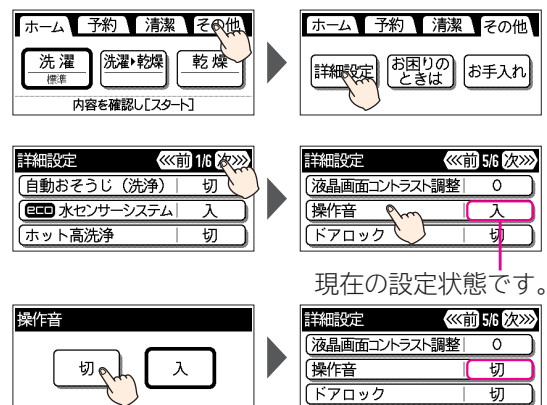 ホーム 予約 清潔 その他
洗濯 標準 洗濯▶乾燥 乾燥
内容を確認し[スタート]
ホーム 予約 清潔 その他
詳細設定 お困りのときは お手入れ
詳細設定 <<<前 1/6 次>>>
自動おそうじ(洗浄) 切
eco 水センサーシステム 入
ホット高洗浄 切
詳細設定 <<<前 5/6 次>>>
液晶画面コントラスト調整 0
操作音 入
ドアロック 切
現在の設定状態です。
操作音
切 入
詳細設定 <<<前 5/6 次>>>
液晶画面コントラスト調整 0
操作音 切
ドアロック 切